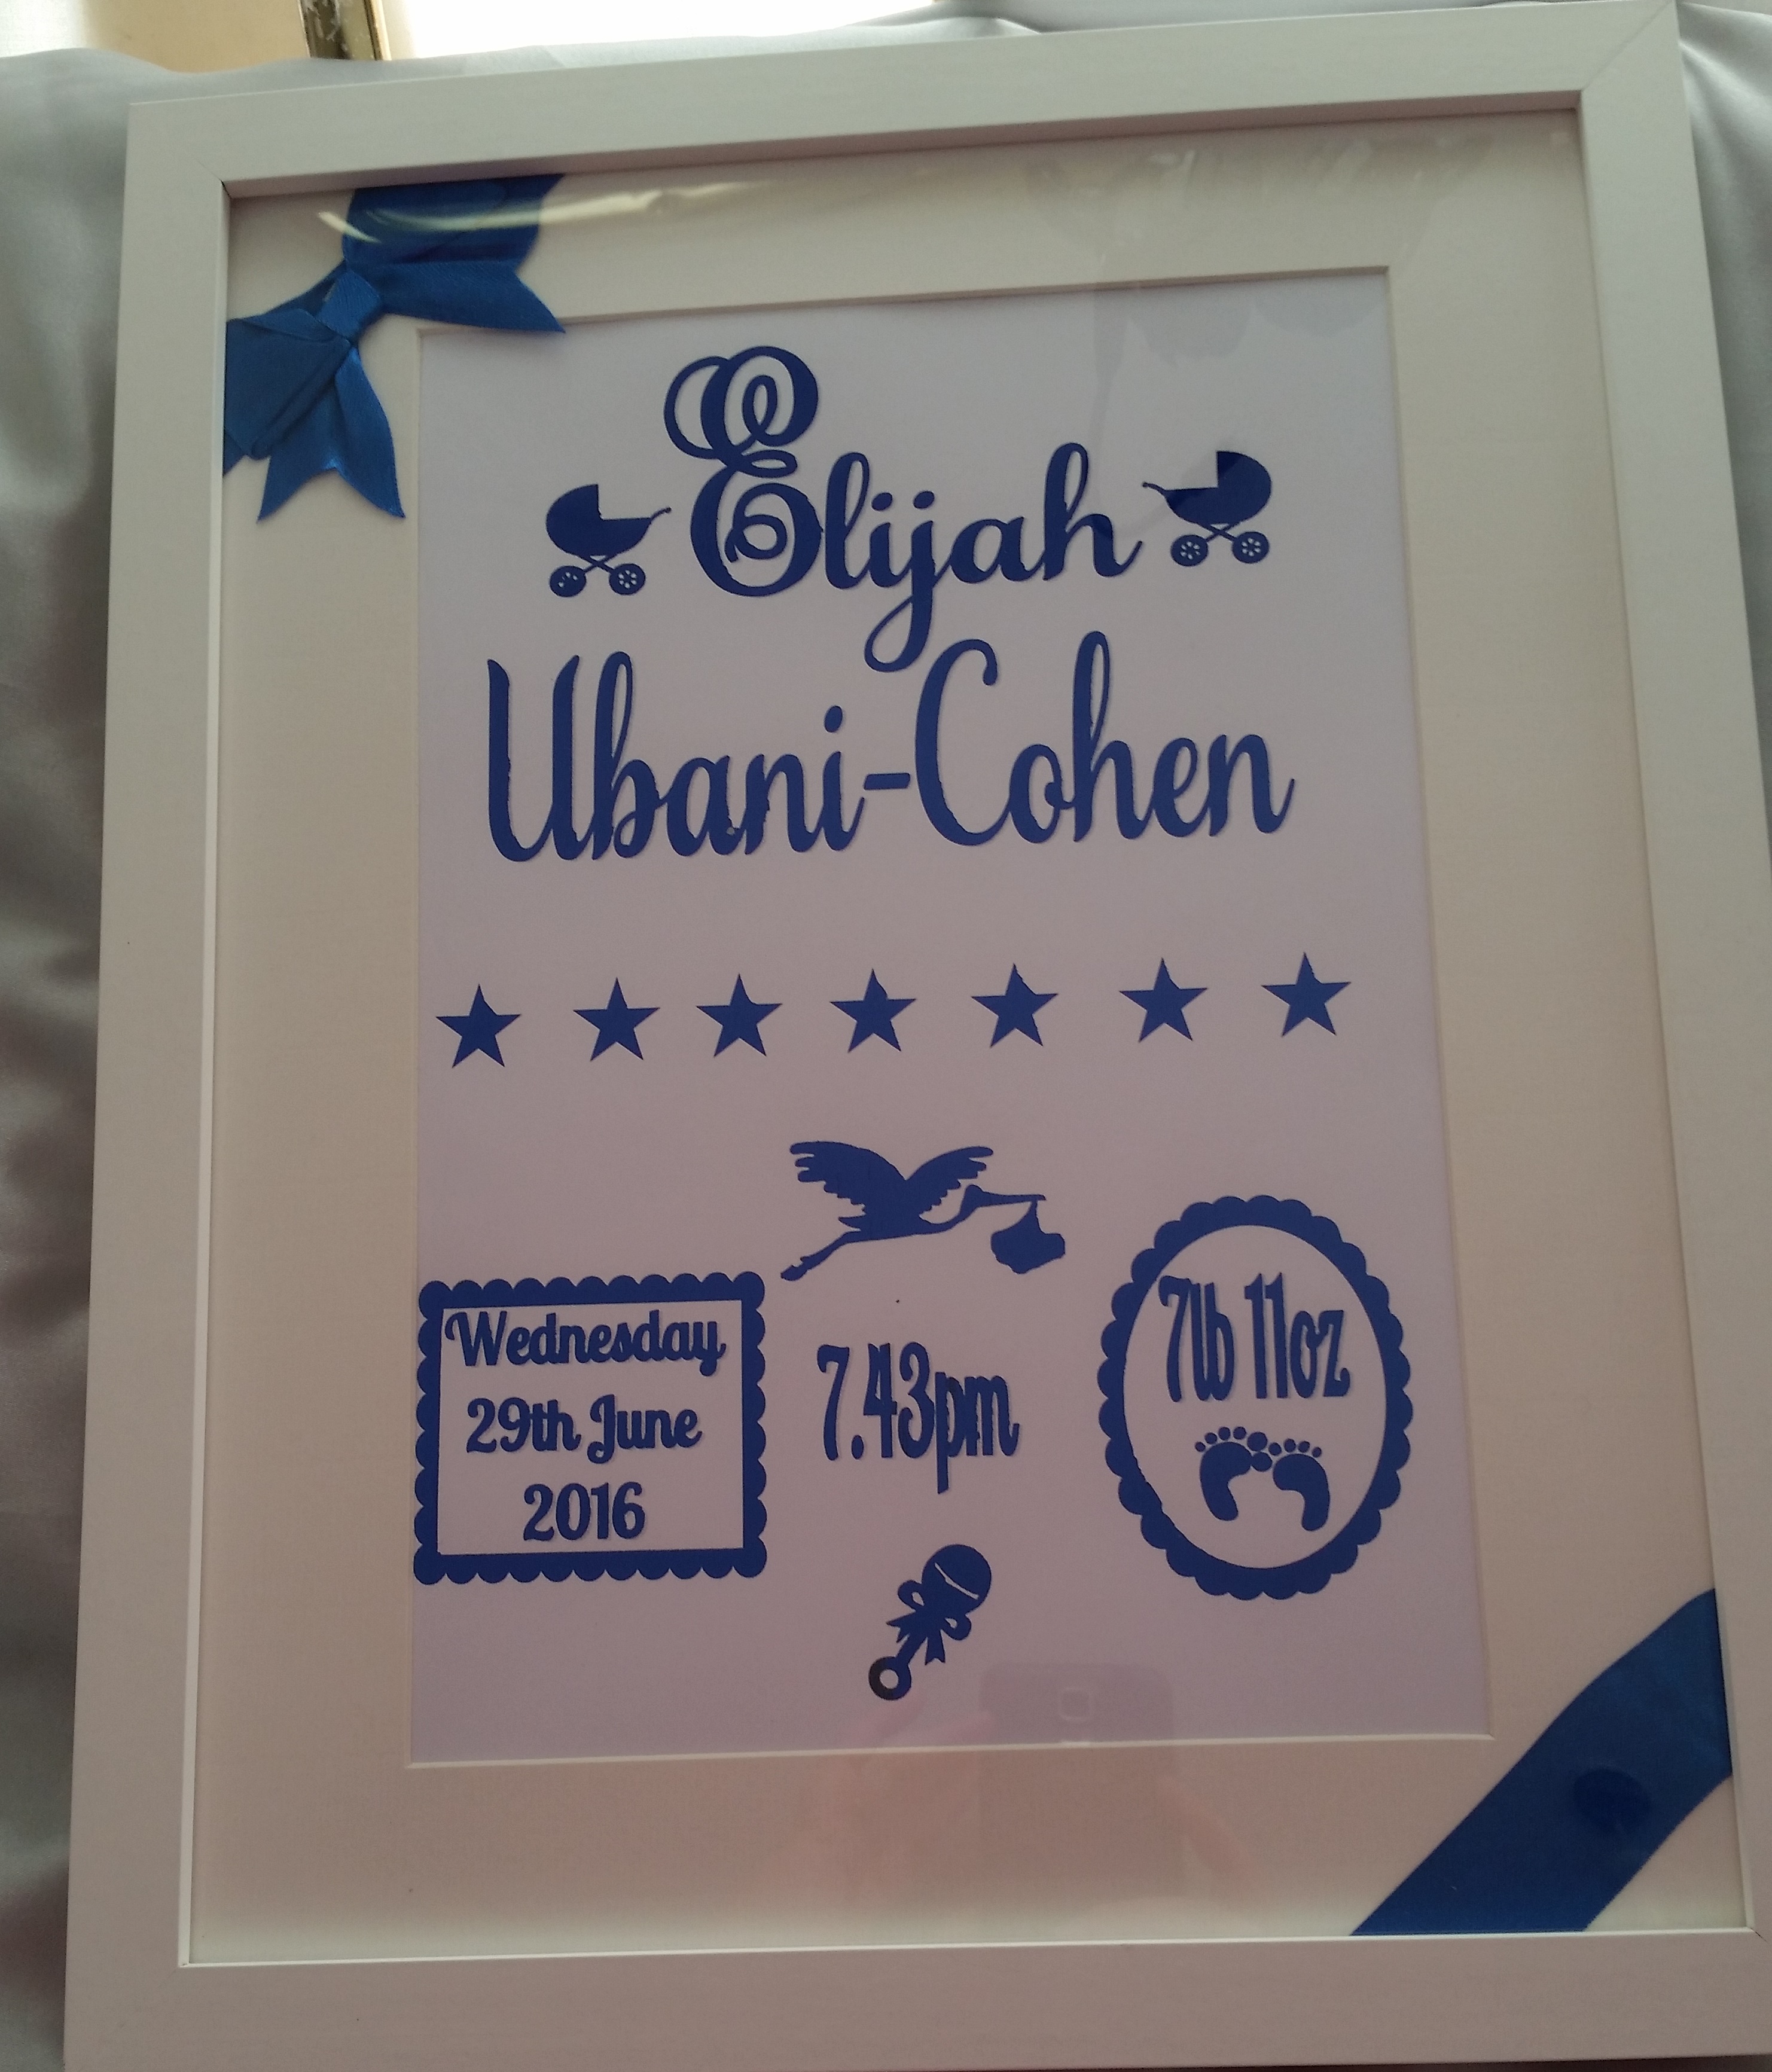 Elijah
Ubani-Cohen
Wednesday
29th June
2016
7.43pm
7lb 11oz